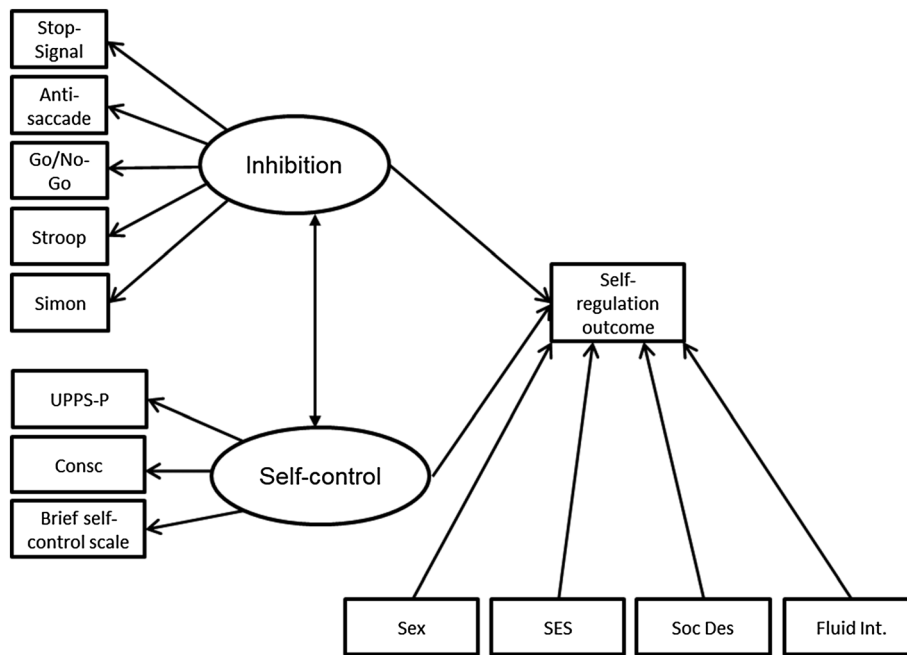 Stop-
Signal
Anti-
saccade
Go/No-
Go
Stroop
Simon
Inhibition
UPPS-P
Consc
Brief self-
control scale
Self-control
Self-
regulation
outcome
Sex
SES
Soc Des
Fluid Int.